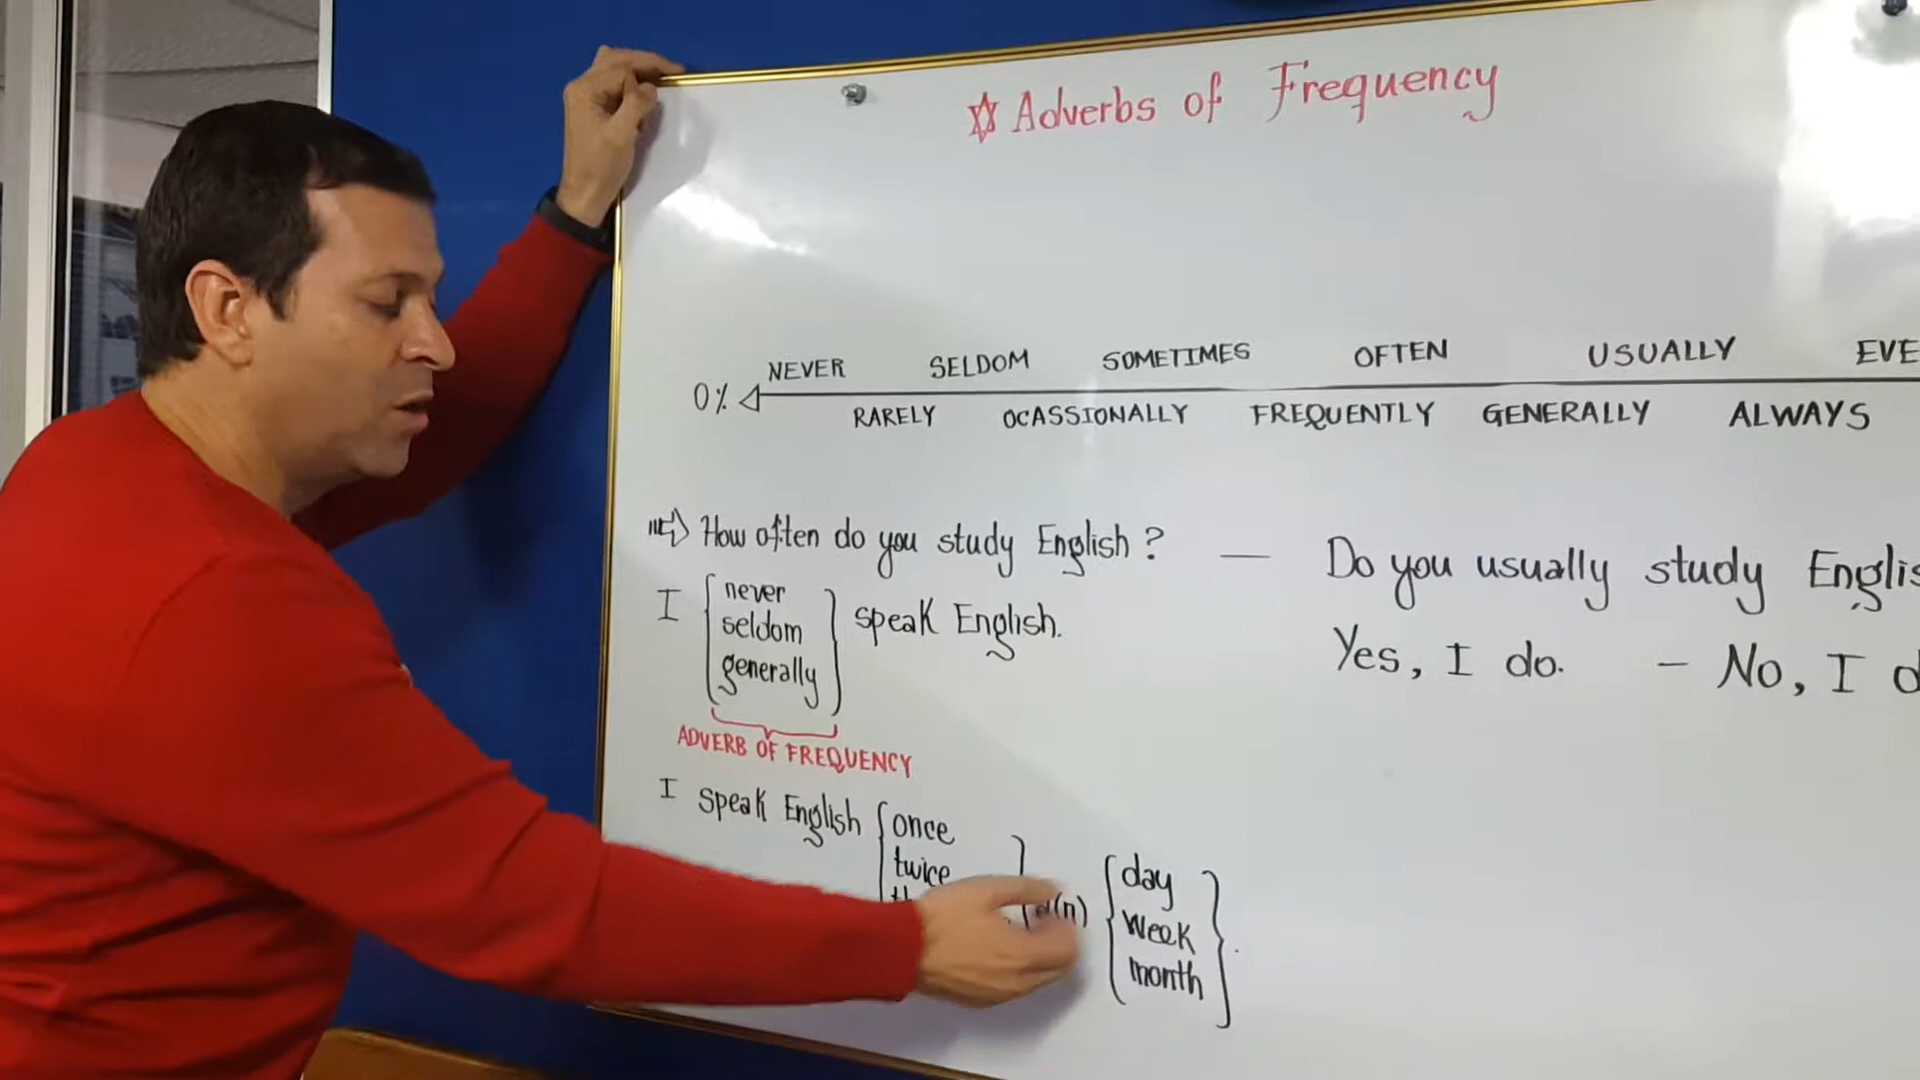 Adverbs of Frequency
NEVER SELDOM SOMETIMES OFTEN USUALLY EVE
0%
RARELY OCASSIONALLY FREQUENTLY GENERALLY ALWAYS
How often do you study English? — Do you usually study Englis
I never speak English.
seldom
generally
Yes, I do. - No, I d
ADVERB OF FREQUENCY
I speak English once
twice
(n)
day
week
month